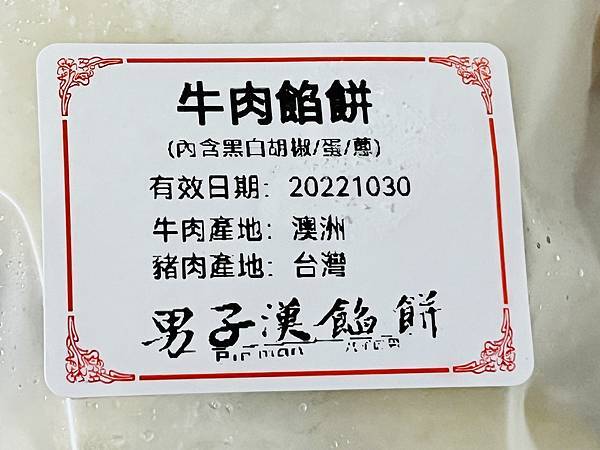 牛肉餡餅
(內含黑白胡椒/蛋/蔥)
有效日期: 20221030
牛肉產地: 澳洲
豬肉產地: 台灣
男子漢餡餅